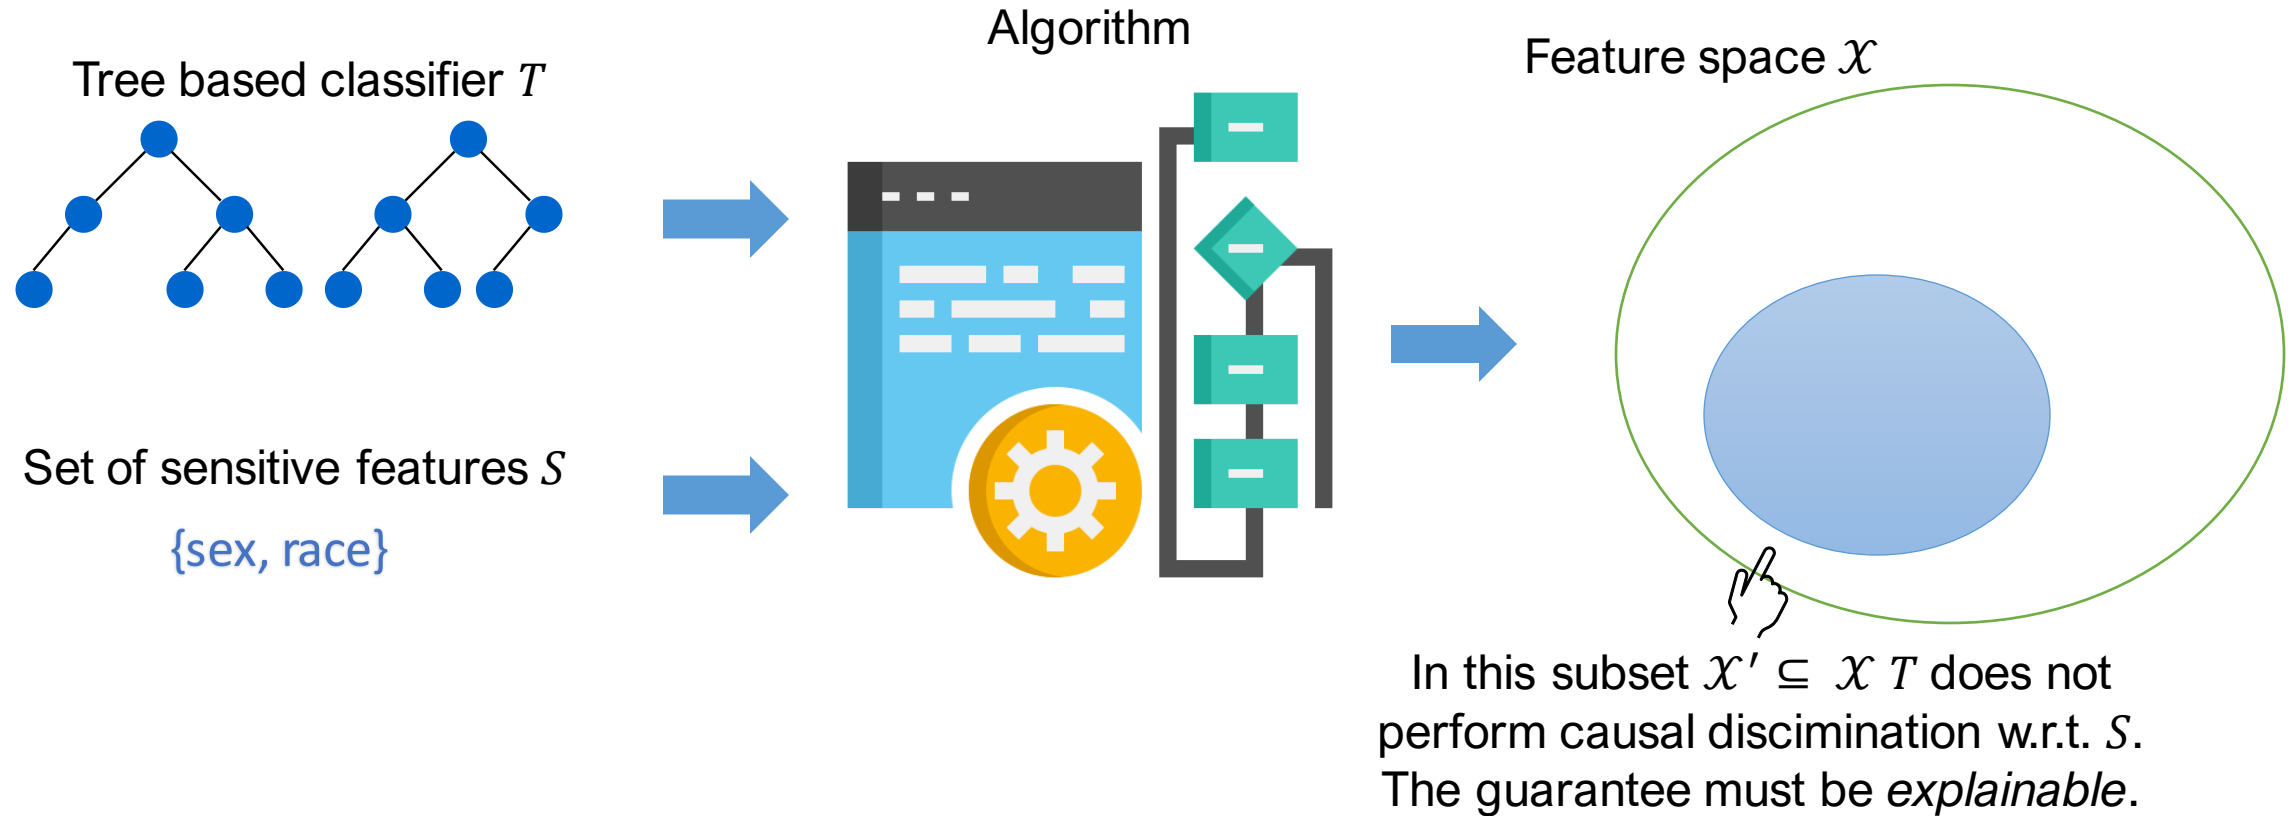 Algorithm
Feature space 𝒳
Tree based classifier T
Set of sensitive features S
{sex, race}
In this subset 𝒳′ ⊆ 𝒳 T does not
perform causal discimination w.r.t. S.
The guarantee must be explainable.